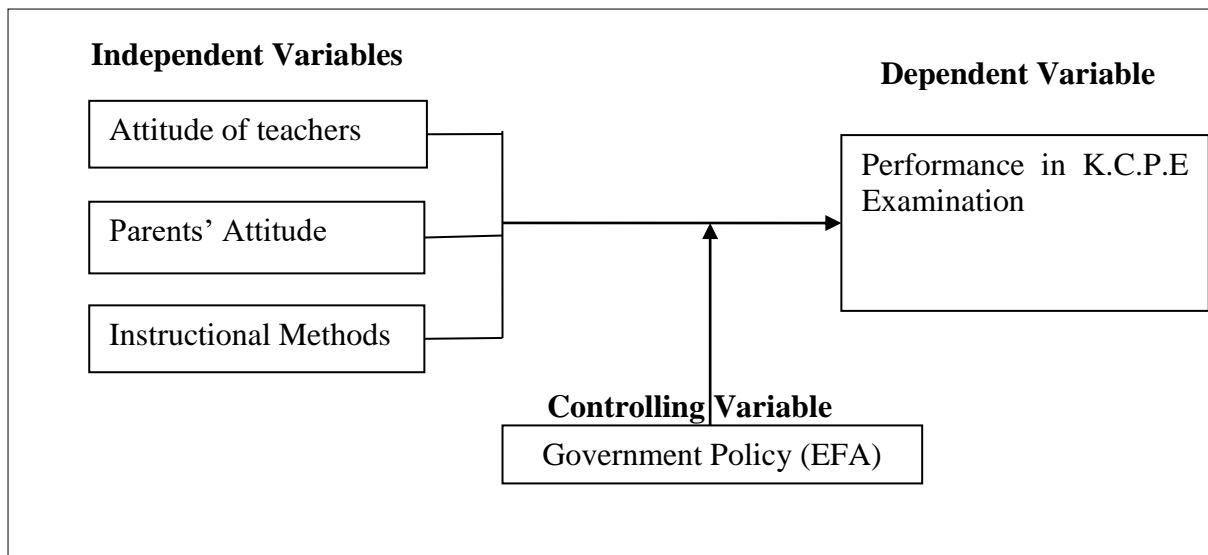 Independent Variables
Dependent Variable
Attitude of teachers
Performance in K.C.P.E
Examination
Parents’ Attitude
Instructional Methods
Controlling Variable
Government Policy (EFA)